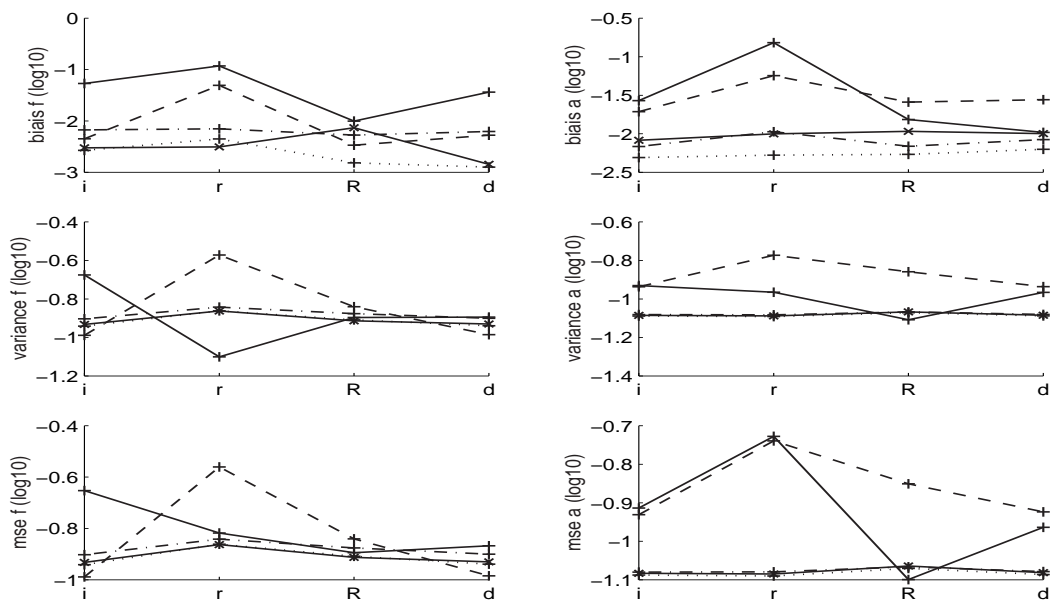 0
−1
−2
−3
biais f (log10)
i r R d
−0.5
−1
−1.5
−2
−2.5
biais a (log10)
i r R d
−0.4
−0.6
−0.8
−1
−1.2
variance f (log10)
i r R d
−0.6
−0.8
−1
−1.2
−1.4
variance a (log10)
i r R d
−0.4
−0.6
−0.8
−1
mse f (log10)
i r R d
−0.7
−0.8
−0.9
−1
−1.1
mse a (log10)
i r R d